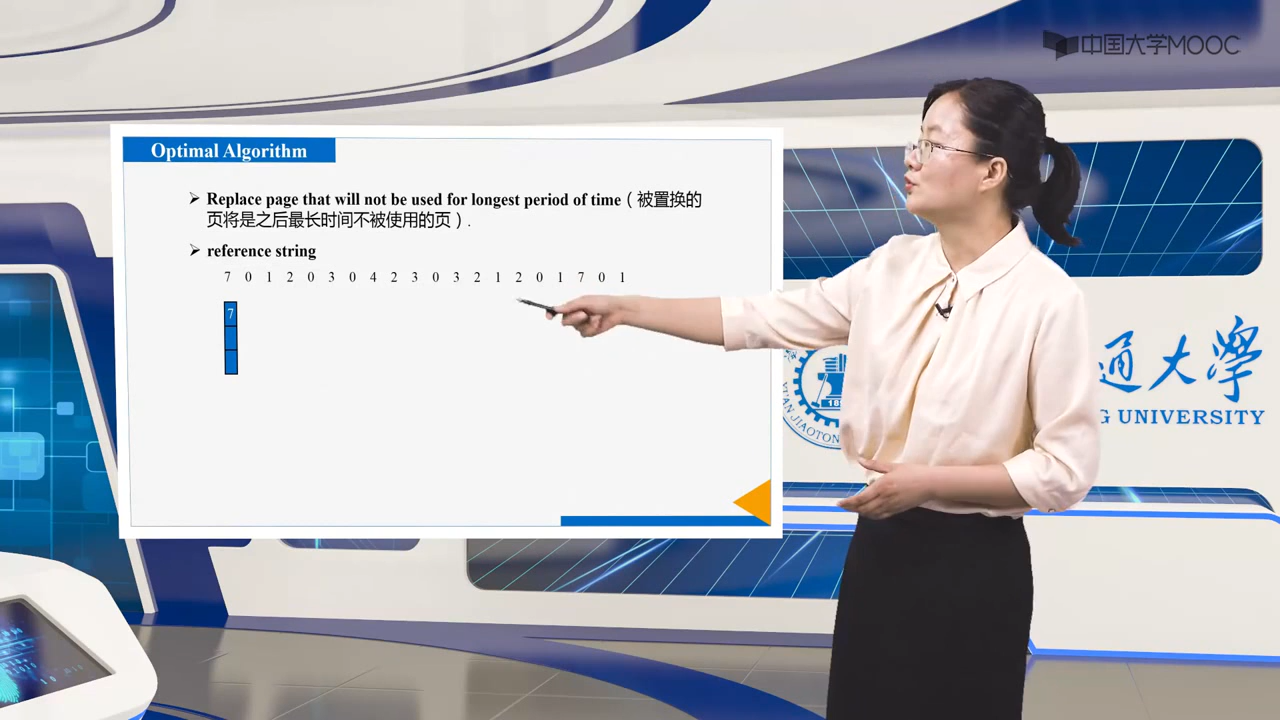 中国大学MOOC
Optimal Algorithm
➢ Replace page that will not be used for longest period of time（被置换的
页将是之后最长时间不被使用的页）.
➢ reference string
7 0 1 2 0 3 0 4 2 3 0 3 2 1 2 0 1 7 0 1
7
通大学
UNIVERSITY